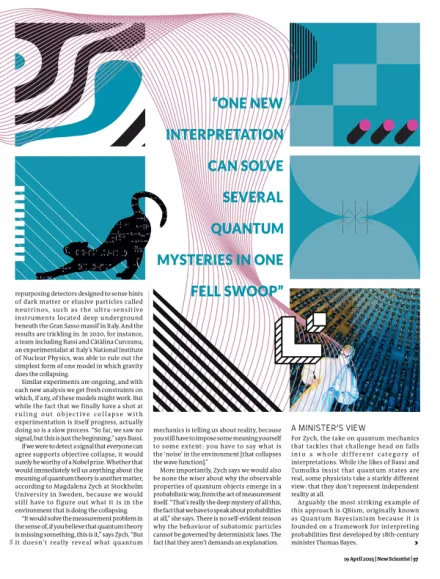 “ONE NEW
INTERPRETATION
CAN SOLVE
SEVERAL
QUANTUM
MYSTERIES IN ONE
FELL SWOOP”
repurposing detectors designed to sense hints
of dark matter or elusive particles called
neutrinos, such as the ultra-sensitive
instruments located deep underground
beneath the Gran Sasso massif in Italy. And the
results are trickling in. In 2020, for instance,
a team including Bassi and Cătălina Curceanu,
an experimentalist at Italy’s National Institute
of Nuclear Physics, was able to rule out the
simplest form of one model in which gravity
does the collapsing.
Similar experiments are ongoing, and with
each new analysis we get fresh constraints on
which, if any, of these models might work. But
while the fact that we finally have a shot at
ruling out objective collapse with
experimentation is itself progress, actually
doing so is a slow process. “So far, we saw no
signal, but this is just the beginning,” says Bassi.
If we were to detect a signal that everyone can
agree supports objective collapse, it would
surely be worthy of a Nobel prize. Whether that
would immediately tell us anything about the
meaning of quantum theory is another matter,
according to Magdalena Zych at Stockholm
University in Sweden, because we would
still have to figure out what it is in the
environment that is doing the collapsing.
“It would solve the measurement problem in
the sense of, if you believe that quantum theory
is missing something, this is it,” says Zych. “But
it doesn’t really reveal what quantum
mechanics is telling us about reality, because
you still have to impose some meaning yourself
to some extent: you have to say what is
the ‘noise’ in the environment [that collapses
the wave function].”
More importantly, Zych says we would also
be none the wiser about why the observable
properties of quantum objects emerge in a
probabilistic way, from the act of measurement
itself. “That’s really the deep mystery of all this,
the fact that we have to speak about probabilities
at all,” she says. There is no self-evident reason
why the behaviour of subatomic particles
cannot be governed by deterministic laws. The
fact that they aren’t demands an explanation.
A MINISTER’S VIEW
For Zych, the take on quantum mechanics
that tackles that challenge head on falls
into a whole different category of
interpretations. While the likes of Bassi and
Tumulka insist that quantum states are
real, some physicists take a starkly different
view: that they don’t represent independent
reality at all.
Arguably the most striking example of
this approach is QBism, originally known
as Quantum Bayesianism because it is
founded on a framework for interpreting
probabilities first developed by 18th-century
minister Thomas Bayes.
19 April 2025 | New Scientist | 37